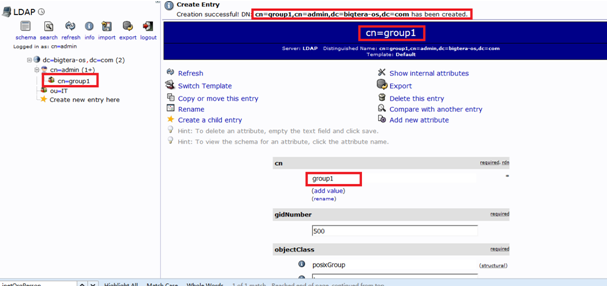 LDAP
schema search refresh info import export logout
Logged in as: cn=admin
dc=bigtera-os,dc=com (2)
cn=admin (1+)
cn=group1
ou=IT
Create new entry here
Create Entry
Creation successful! DN: cn=group1,cn=admin,dc=bigtera-os,dc=com has been created.
cn=group1
Server: LDAP Distinguished Name: cn=group1,cn=admin,dc=bigtera-os,dc=com
Template: Default
Refresh Show internal attributes
Switch Template Export
Copy or move this entry Delete this entry
Rename Compare with another entry
Create a child entry Add new attribute
Hint: To delete an attribute, empty the text field and click save.
Hint: To view the schema for an attribute, click the attribute name.
cn required, rdn
group1 *
(add value)
(rename)
gidNumber required
500
objectClass required
posixGroup (structural)
inetOrgPerson Highlight All Match Case Whole Words 1 of 1 match Reached end of page, continued from top